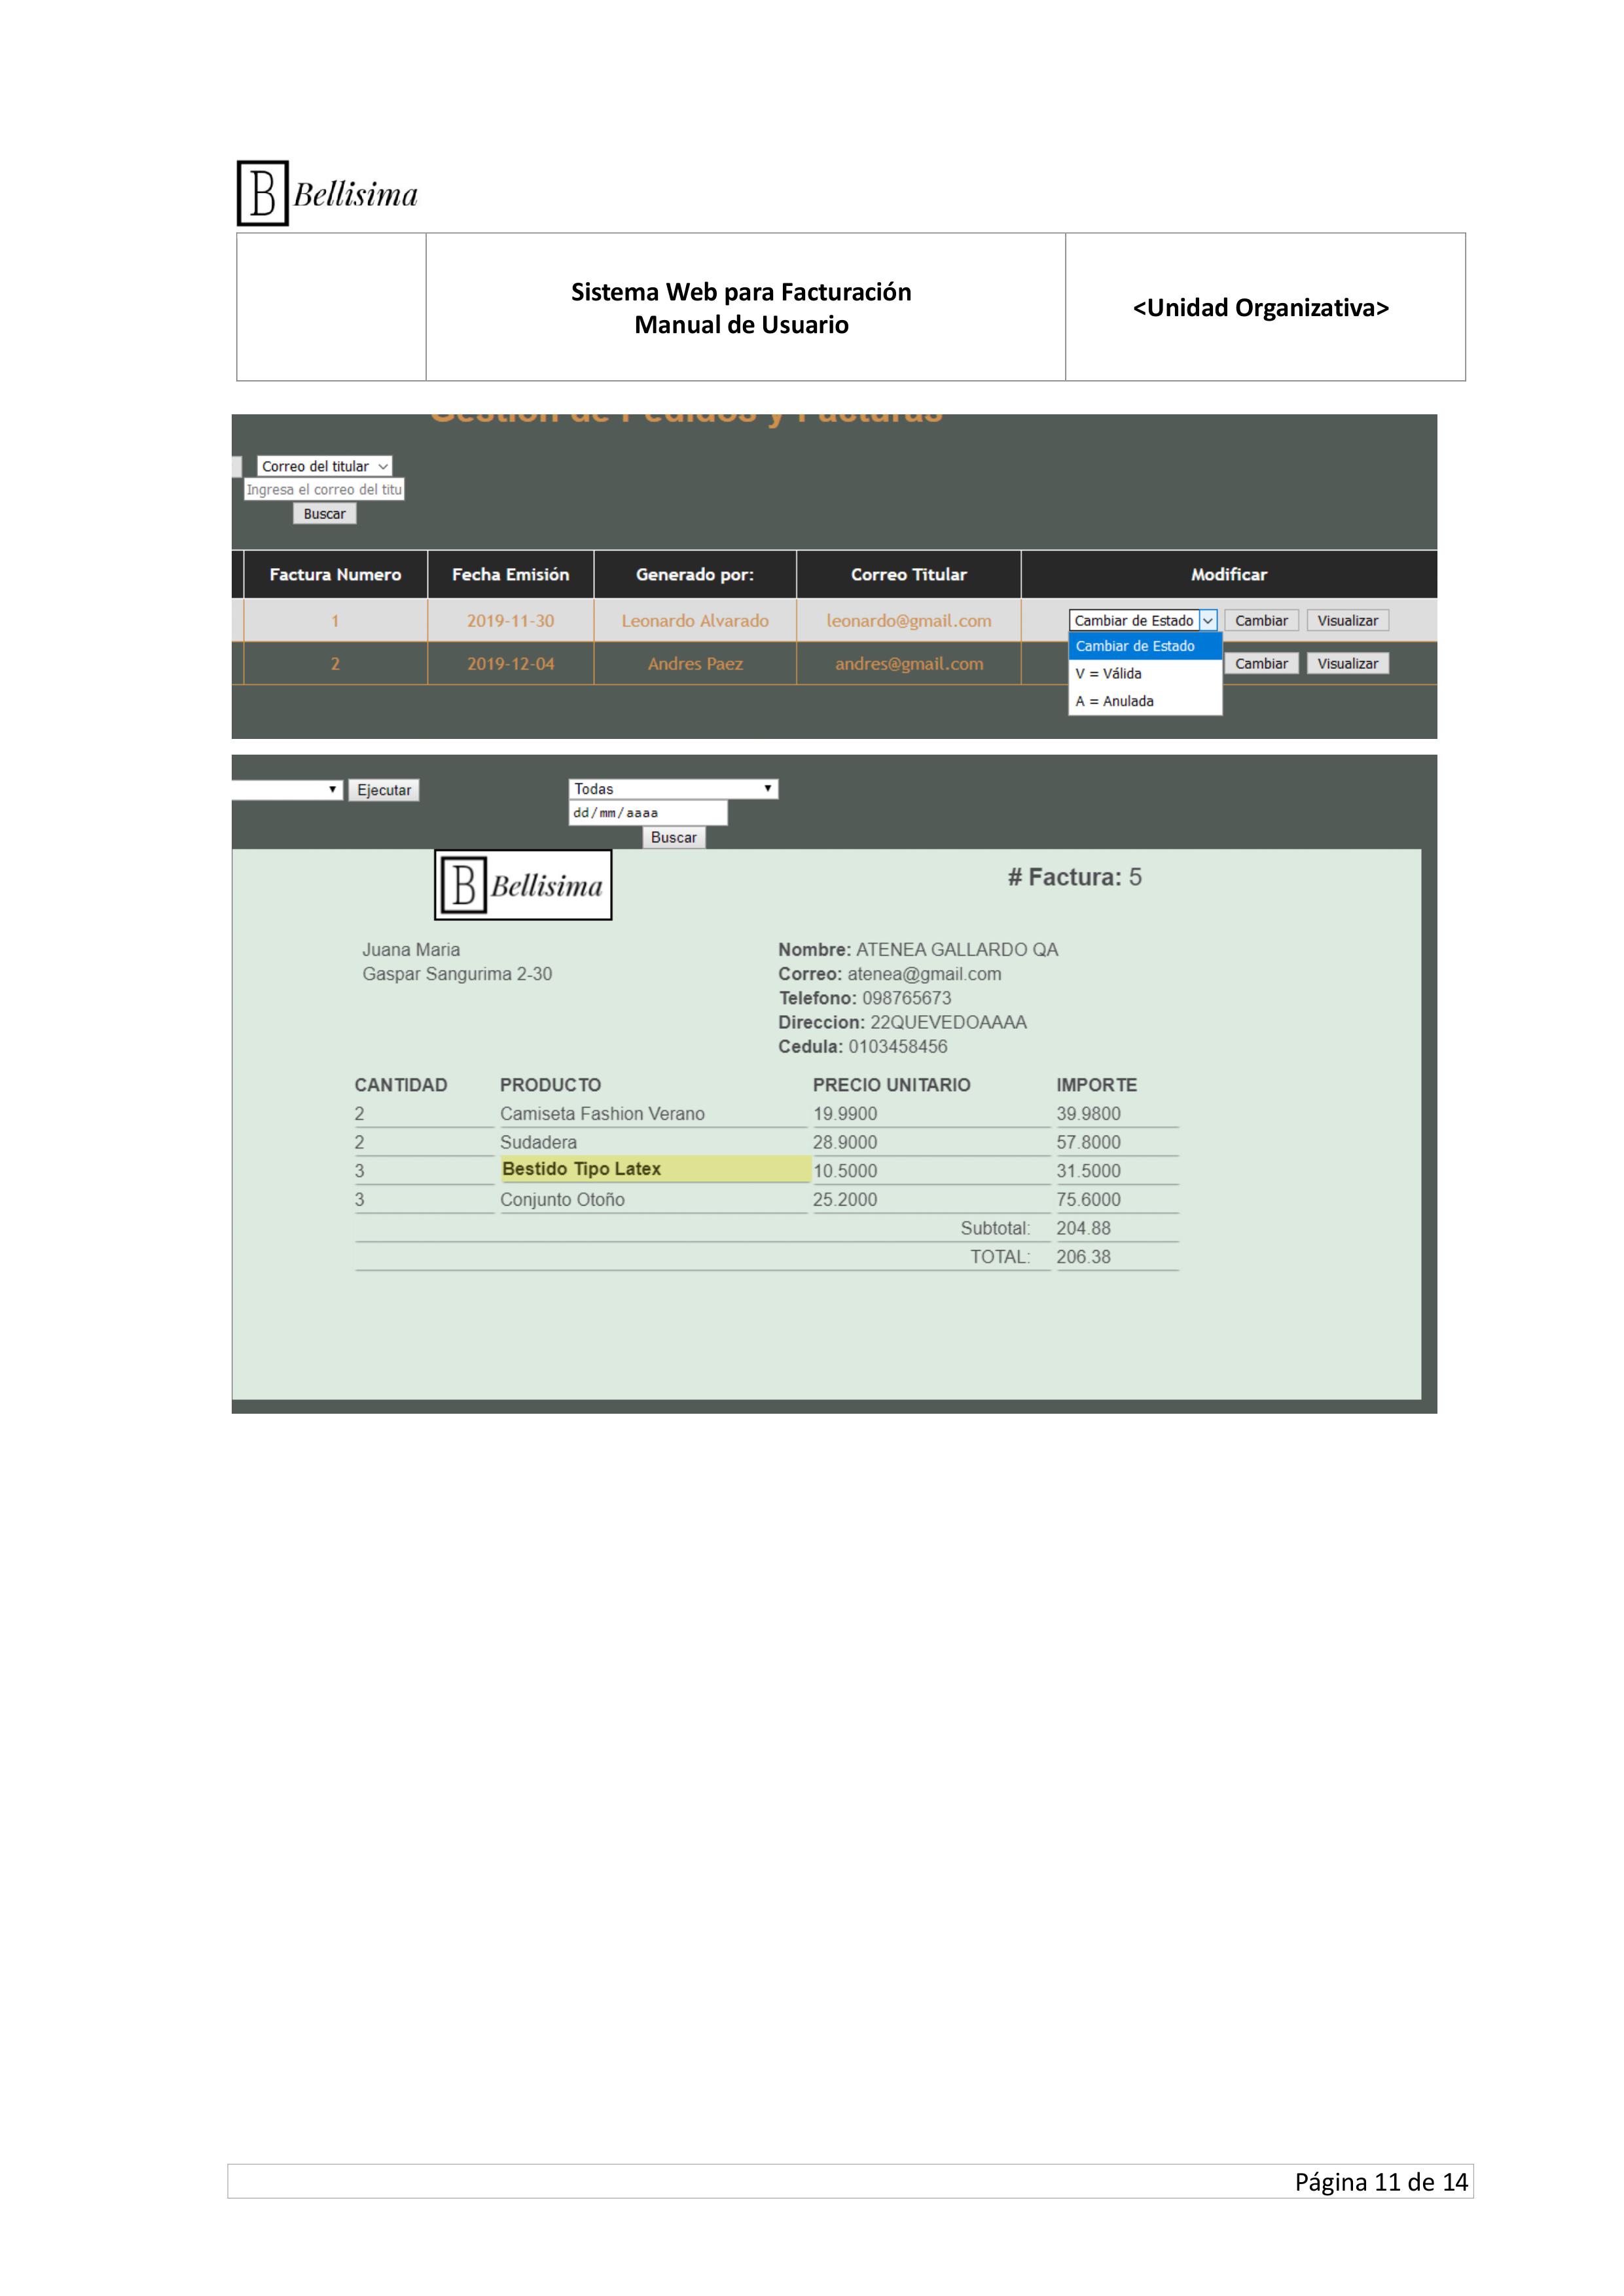 B Bellisima
Sistema Web para Facturación
Manual de Usuario
<Unidad Organizativa>
Gestión de Pedidos y Facturas
Correo del titular
Ingresa el correo del titu
Buscar
Factura Numero Fecha Emisión Generado por: Correo Titular Modificar
1 2019-11-30 Leonardo Alvarado leonardo@gmail.com Cambiar de Estado Cambiar Visualizar
Cambiar de Estado
2 2019-12-04 Andres Paez andres@gmail.com Cambiar Visualizar
V = Válida
A = Anulada
Ejecutar Todas
dd/mm/aaaa
Buscar
B Bellisima # Factura: 5
Juana Maria Nombre: ATENEA GALLARDO QA
Gaspar Sangurima 2-30 Correo: atenea@gmail.com
Telefono: 098765673
Direccion: 22QUEVEDOAAAA
Cedula: 0103458456
CANTIDAD PRODUCTO PRECIO UNITARIO IMPORTE
2 Camiseta Fashion Verano 19.9900 39.9800
2 Sudadera 28.9000 57.8000
3 Bestido Tipo Latex 10.5000 31.5000
3 Conjunto Otoño 25.2000 75.6000
Subtotal: 204.88
TOTAL: 206.38
Página 11 de 14